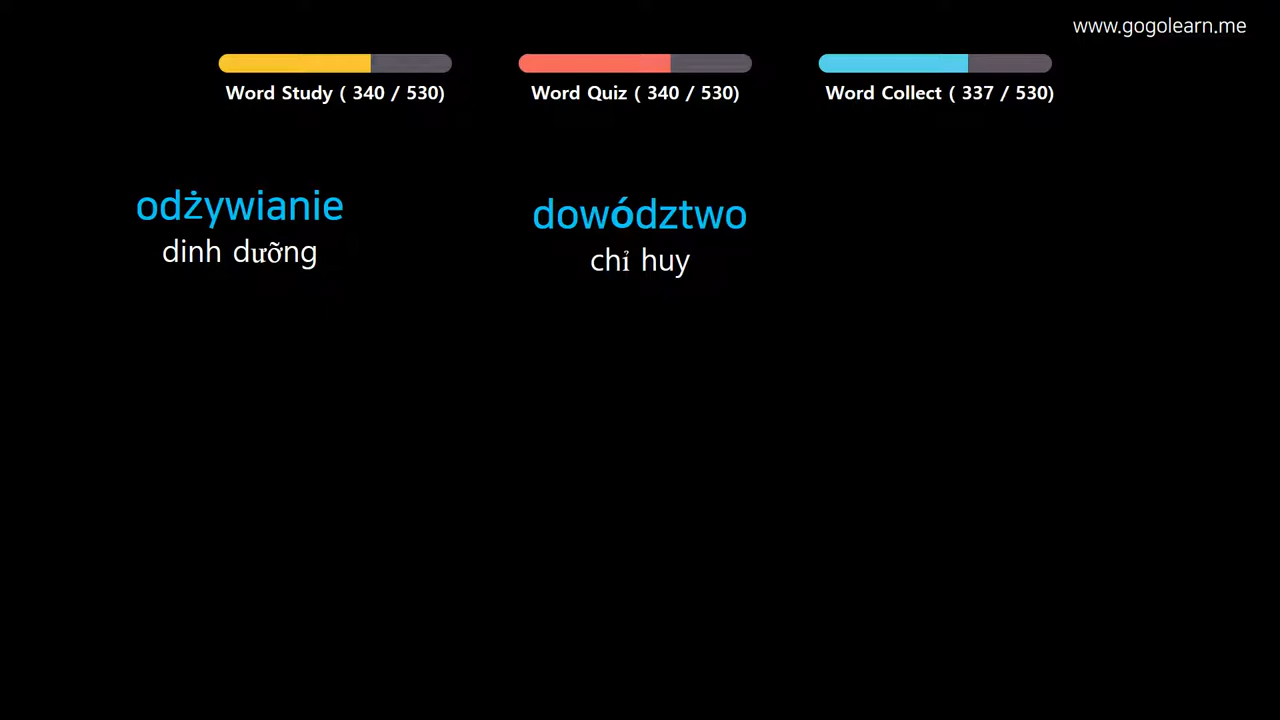 www.gogolearn.me
Word Study ( 340 / 530)
Word Quiz ( 340 / 530)
Word Collect ( 337 / 530)
odżywianie
dinh dưỡng
dowództwo
chỉ huy